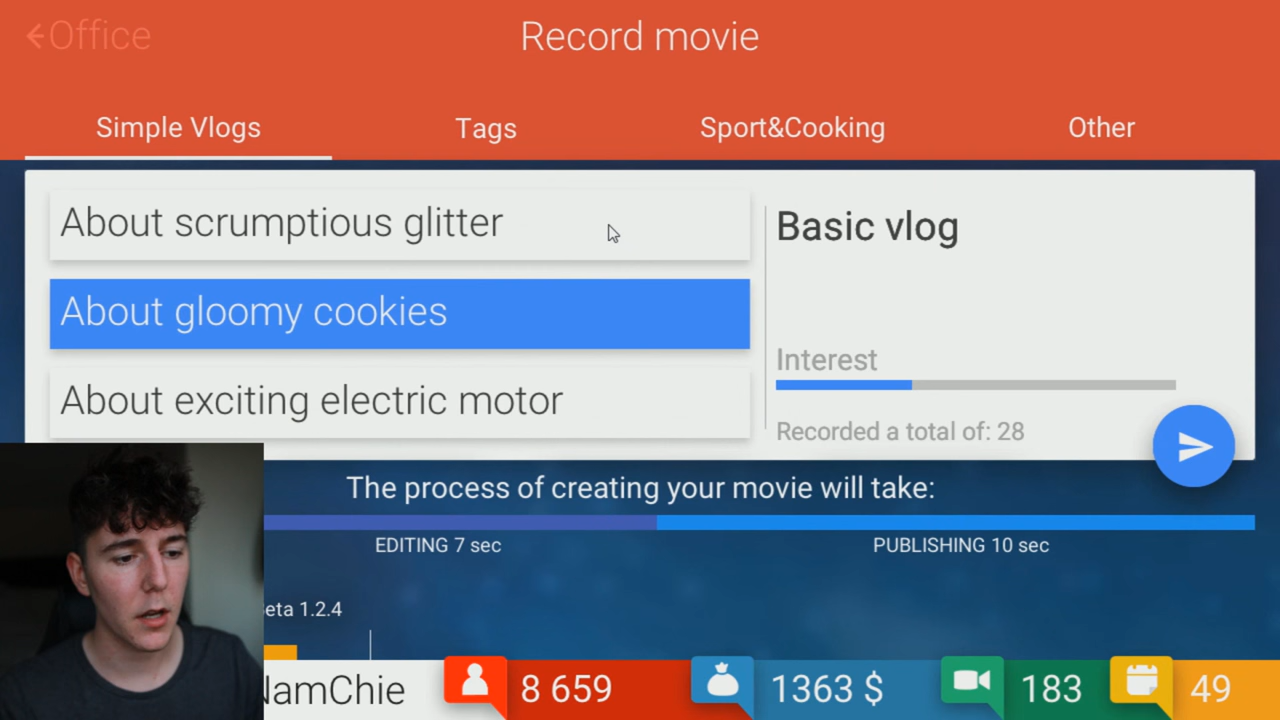 Office
Record movie
Simple Vlogs
Tags
Sport&Cooking
Other
About scrumptious glitter
About gloomy cookies
About exciting electric motor
Basic vlog
Interest
Recorded a total of: 28
The process of creating your movie will take:
EDITING 7 sec
PUBLISHING 10 sec
eta 1.2.4
NamChie
8 659
1363 $
183
49